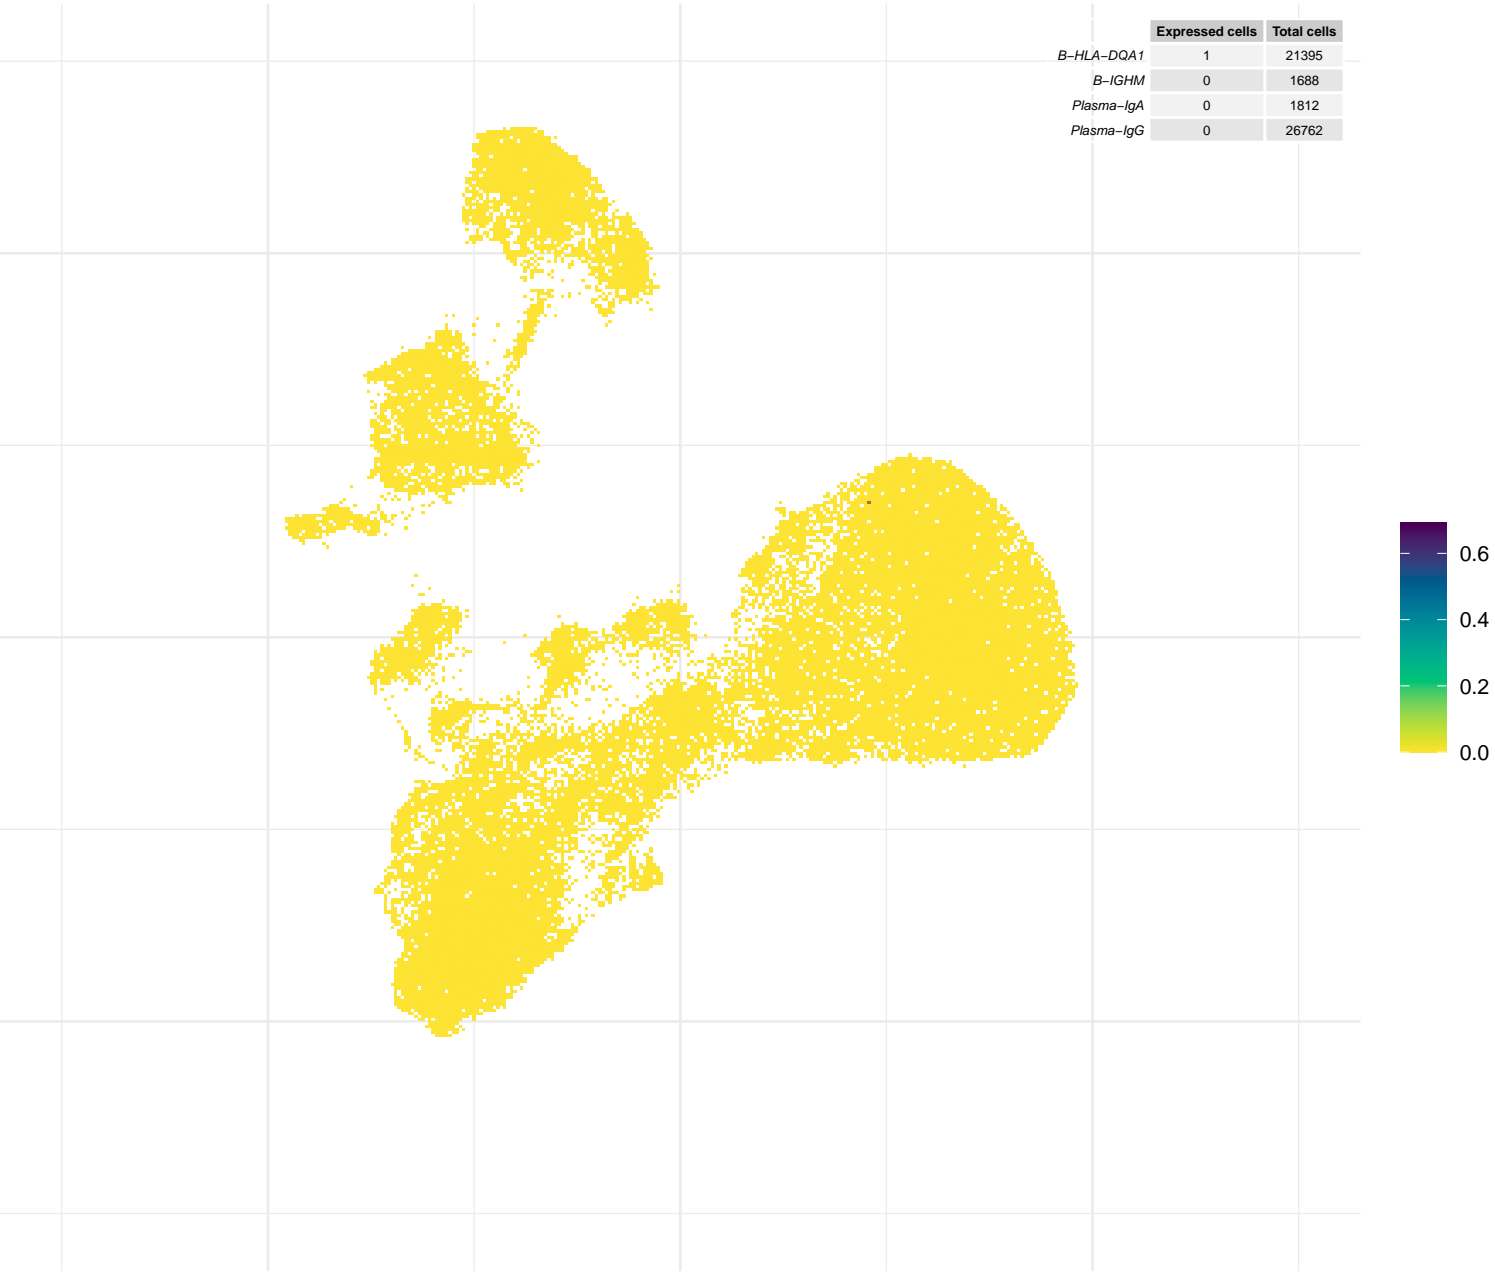 Expressed cells Total cells
B−HLA−DQA1 1 21395
B−IGHM 0 1688
Plasma−IgA 0 1812
Plasma−IgG 0 26762
0.6
0.4
0.2
0.0